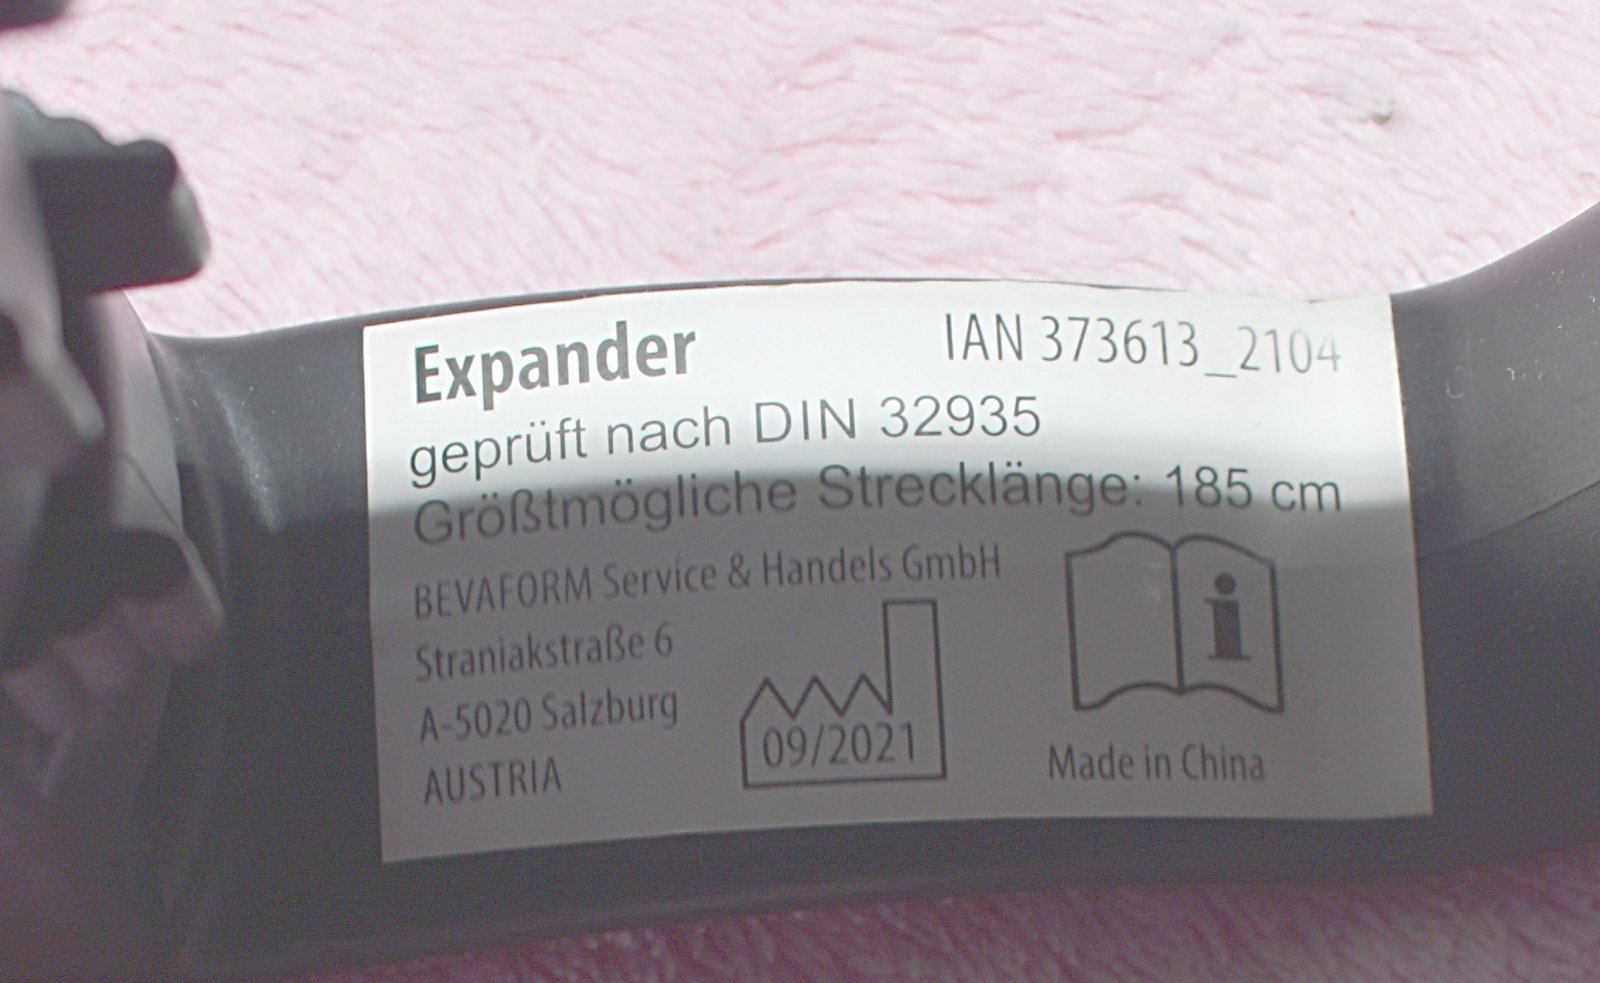 Expander
IAN 373613_2104
geprüft nach DIN 32935
Größtmögliche Strecklänge: 185 cm
BEVAFORM Service & Handels GmbH
Straniakstraße 6
A-5020 Salzburg
AUSTRIA
09/2021
i
Made in China